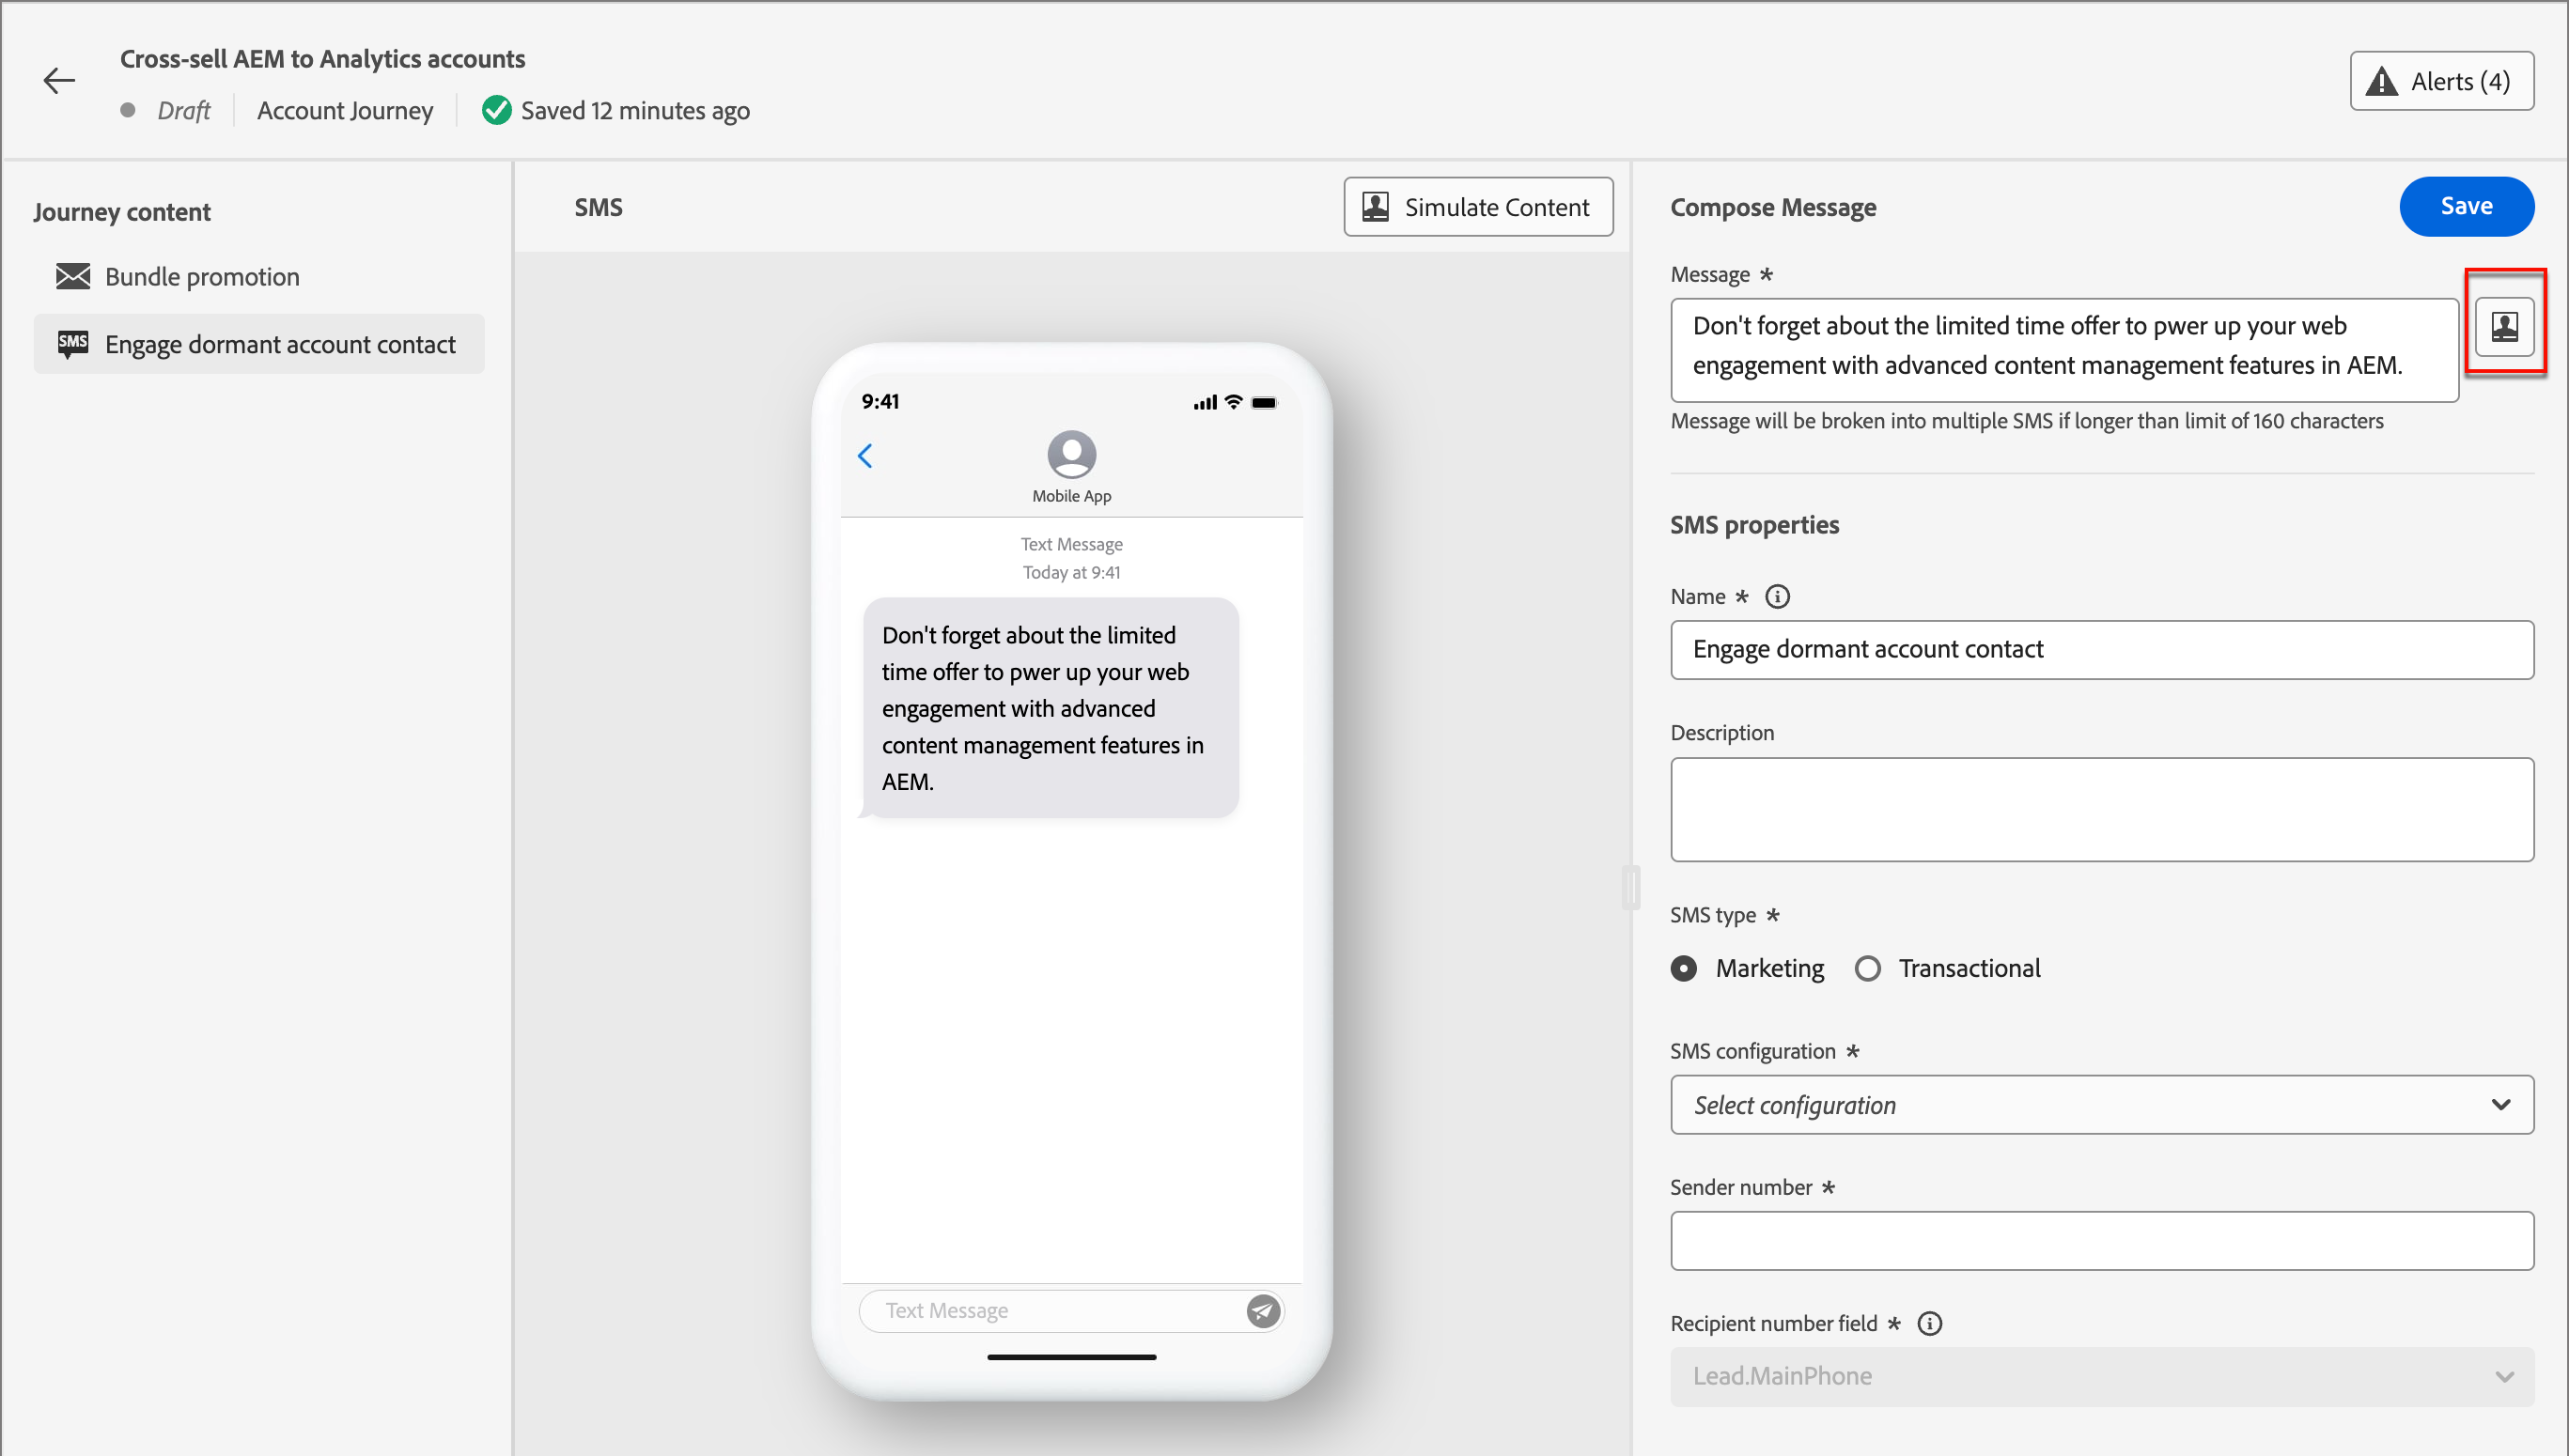 Cross-sell AEM to Analytics accounts
Draft
Account Journey
Saved 12 minutes ago
Alerts (4)
Journey content
Bundle promotion
SMS
Engage dormant account contact
SMS
Simulate Content
9:41
Mobile App
Text Message
Today at 9:41
Don't forget about the limited
time offer to pwer up your web
engagement with advanced
content management features in
AEM.
Text Message
Compose Message
Save
Message *
Don't forget about the limited time offer to pwer up your web
engagement with advanced content management features in AEM.
Message will be broken into multiple SMS if longer than limit of 160 characters
SMS properties
Name *
Engage dormant account contact
Description
SMS type *
Marketing
Transactional
SMS configuration *
Select configuration
Sender number *
Recipient number field *
Lead.MainPhone